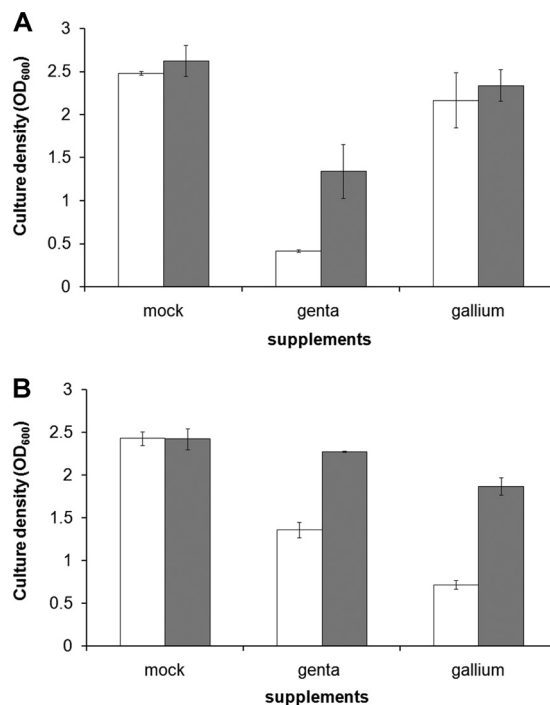 A
Culture density (OD600)
3
2.5
2
1.5
1
0.5
0
mock genta gallium
supplements
B
Culture density (OD600)
3
2.5
2
1.5
1
0.5
0
mock genta gallium
supplements